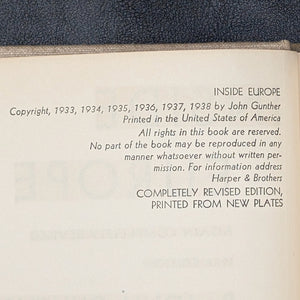 INSIDE EUROPE
Copyright, 1933, 1934, 1935, 1936, 1937, 1938 by John Gunther
Printed in the United States of America
All rights in this book are reserved.
No part of the book may be reproduced in any
manner whatsoever without written per-
mission. For information address
Harper & Brothers
COMPLETELY REVISED EDITION,
PRINTED FROM NEW PLATES